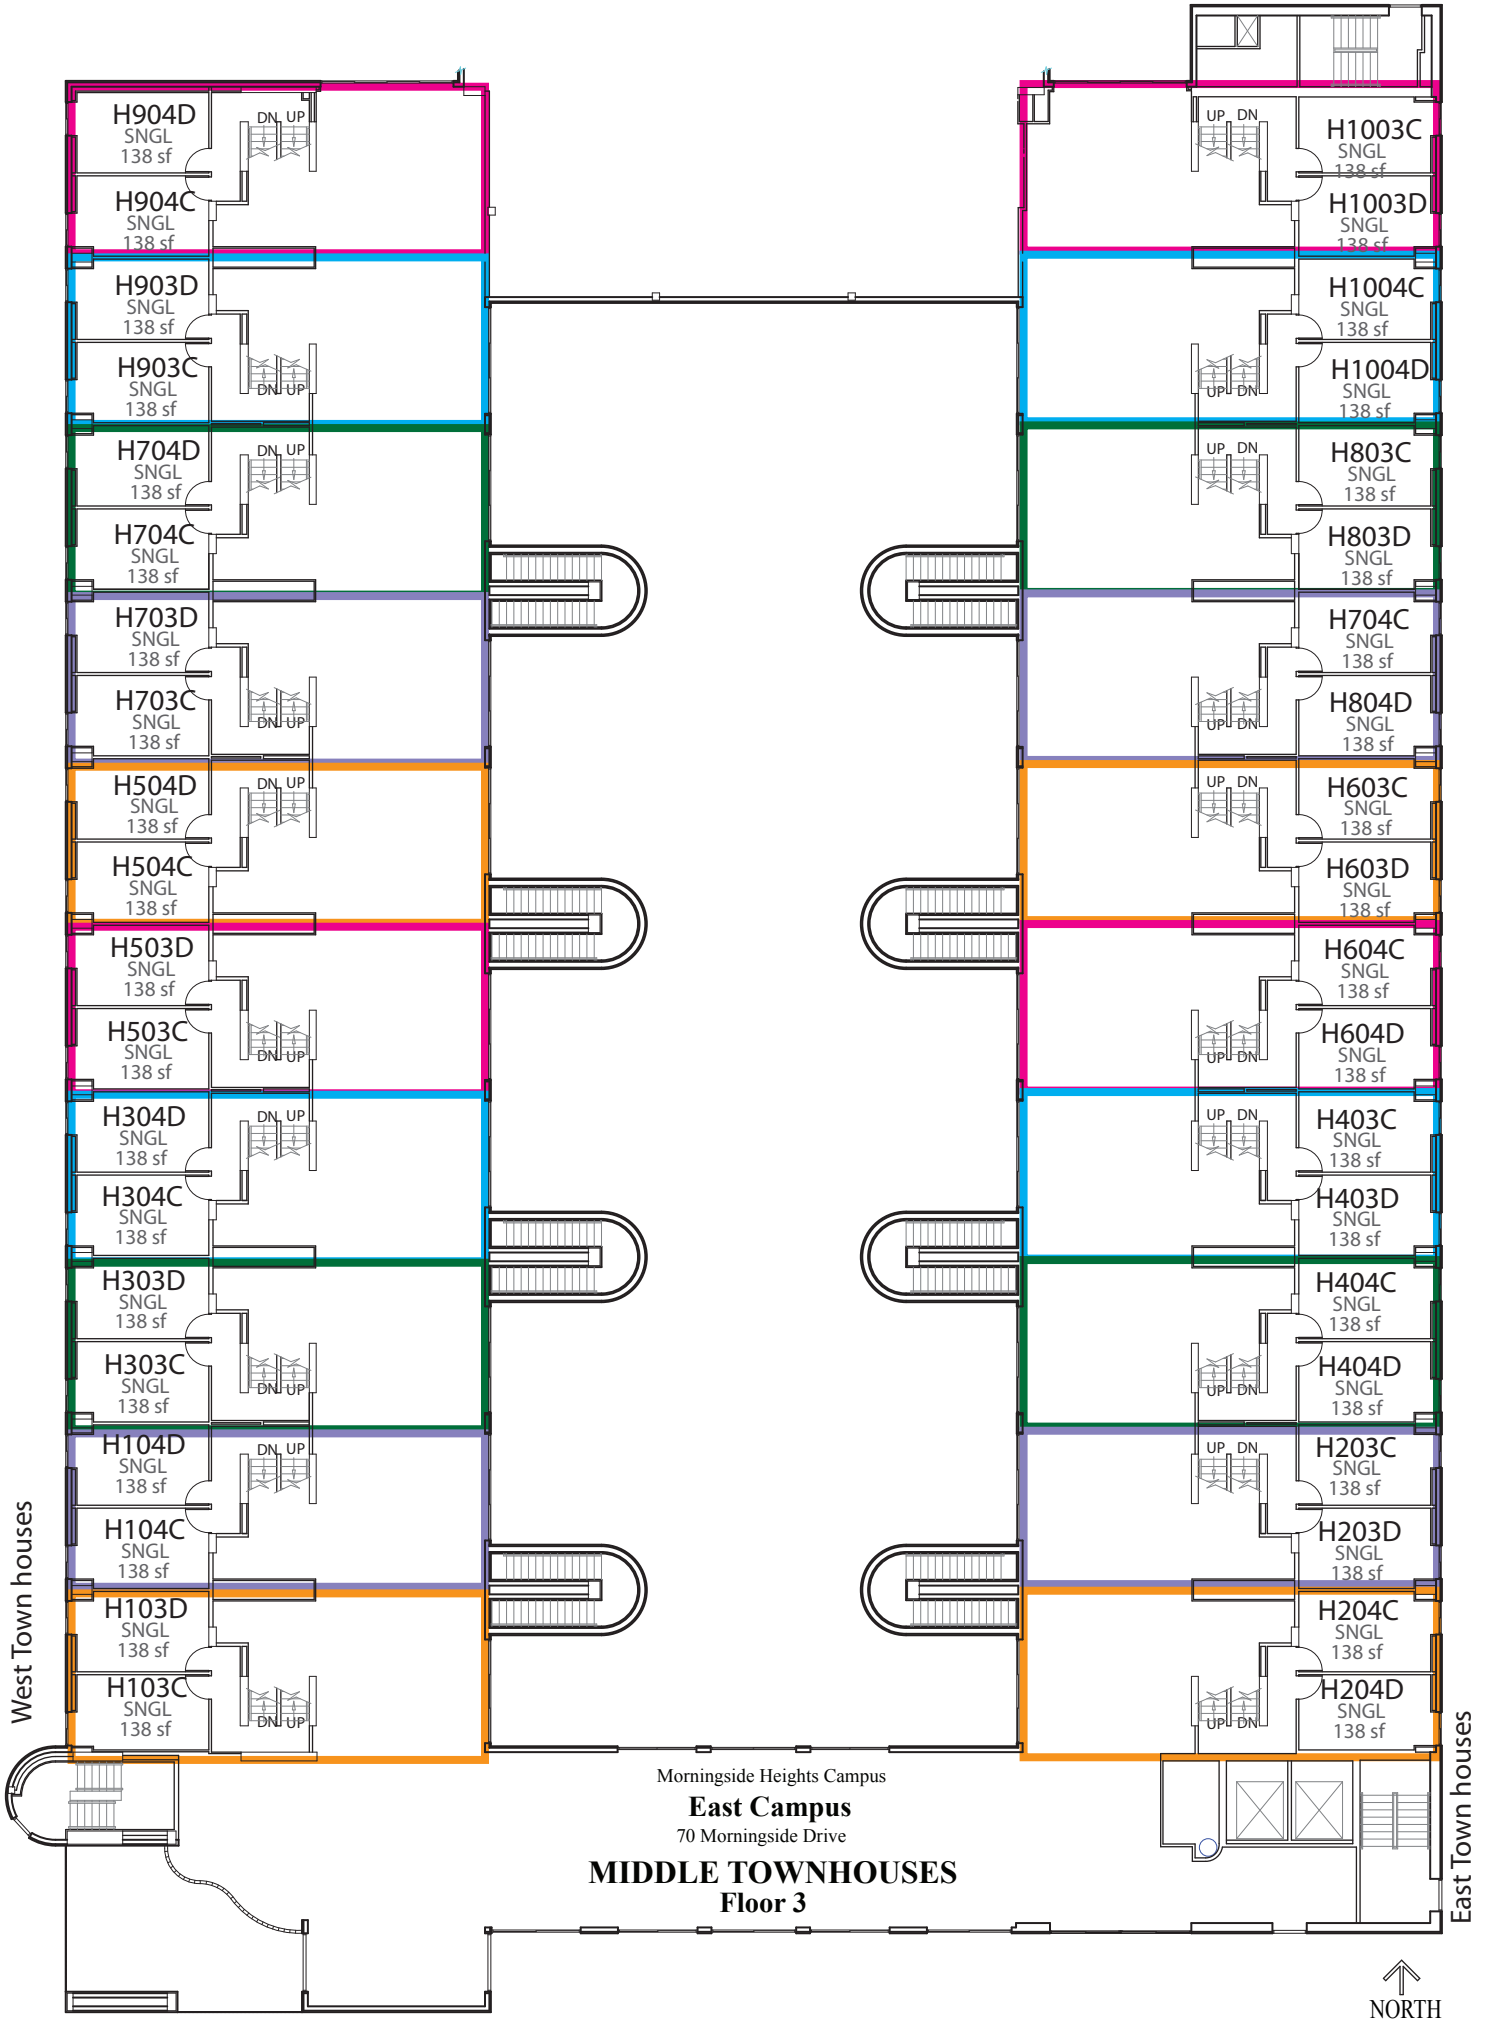 H904D
SNGL
138 sf
DN UP
H904C
SNGL
138 sf
H903D
SNGL
138 sf
H903C
SNGL
138 sf
DN UP
H704D
SNGL
138 sf
DN UP
H704C
SNGL
138 sf
H703D
SNGL
138 sf
H703C
SNGL
138 sf
DN UP
H504D
SNGL
138 sf
DN UP
H504C
SNGL
138 sf
H503D
SNGL
138 sf
H503C
SNGL
138 sf
DN UP
H304D
SNGL
138 sf
DN UP
H304C
SNGL
138 sf
H303D
SNGL
138 sf
H303C
SNGL
138 sf
DN UP
H104D
SNGL
138 sf
DN UP
H104C
SNGL
138 sf
H103D
SNGL
138 sf
H103C
SNGL
138 sf
DN UP
West Town houses
UP DN
H1003C
SNGL
138 sf
H1003D
SNGL
138 sf
H1004C
SNGL
138 sf
H1004D
SNGL
138 sf
UP DN
UP DN
H803C
SNGL
138 sf
H803D
SNGL
138 sf
H704C
SNGL
138 sf
H804D
SNGL
138 sf
UP DN
UP DN
H603C
SNGL
138 sf
H603D
SNGL
138 sf
H604C
SNGL
138 sf
H604D
SNGL
138 sf
UP DN
UP DN
H403C
SNGL
138 sf
H403D
SNGL
138 sf
H404C
SNGL
138 sf
H404D
SNGL
138 sf
UP DN
UP DN
H203C
SNGL
138 sf
H203D
SNGL
138 sf
H204C
SNGL
138 sf
H204D
SNGL
138 sf
UP DN
East Town houses
Morningside Heights Campus
East Campus
70 Morningside Drive
MIDDLE TOWNHOUSES
Floor 3
NORTH